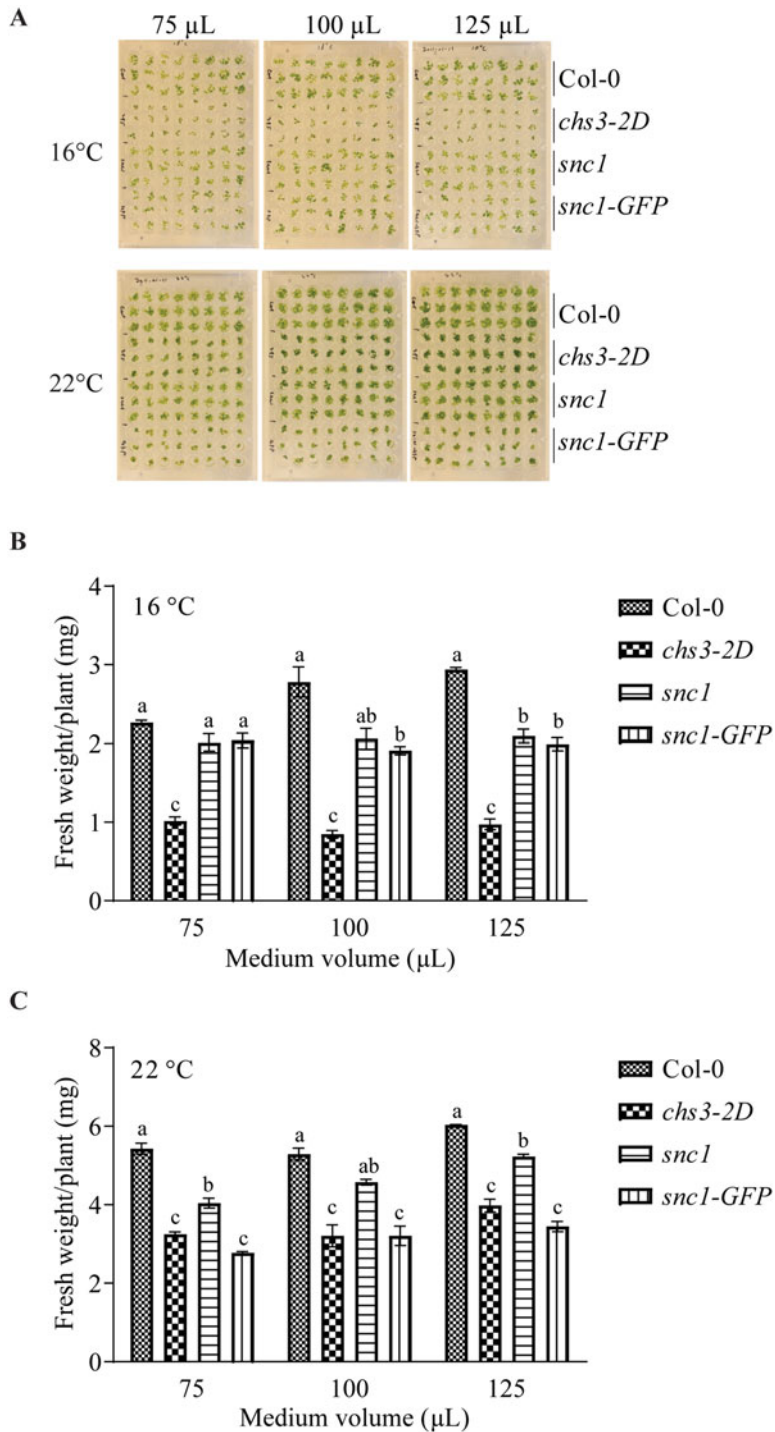 A
75 µL 100 µL 125 µL
16°C
Col-0
chs3-2D
snc1
snc1-GFP
22°C
Col-0
chs3-2D
snc1
snc1-GFP
B
16 °C
Fresh weight/plant (mg)
4
3
2
1
0
a c a a
a c ab b
a c b b
75 100 125
Medium volume (µL)
Col-0
chs3-2D
snc1
snc1-GFP
C
22 °C
Fresh weight/plant (mg)
8
6
4
2
0
a c b c
a c ab c
a c b c
75 100 125
Medium volume (µL)
Col-0
chs3-2D
snc1
snc1-GFP